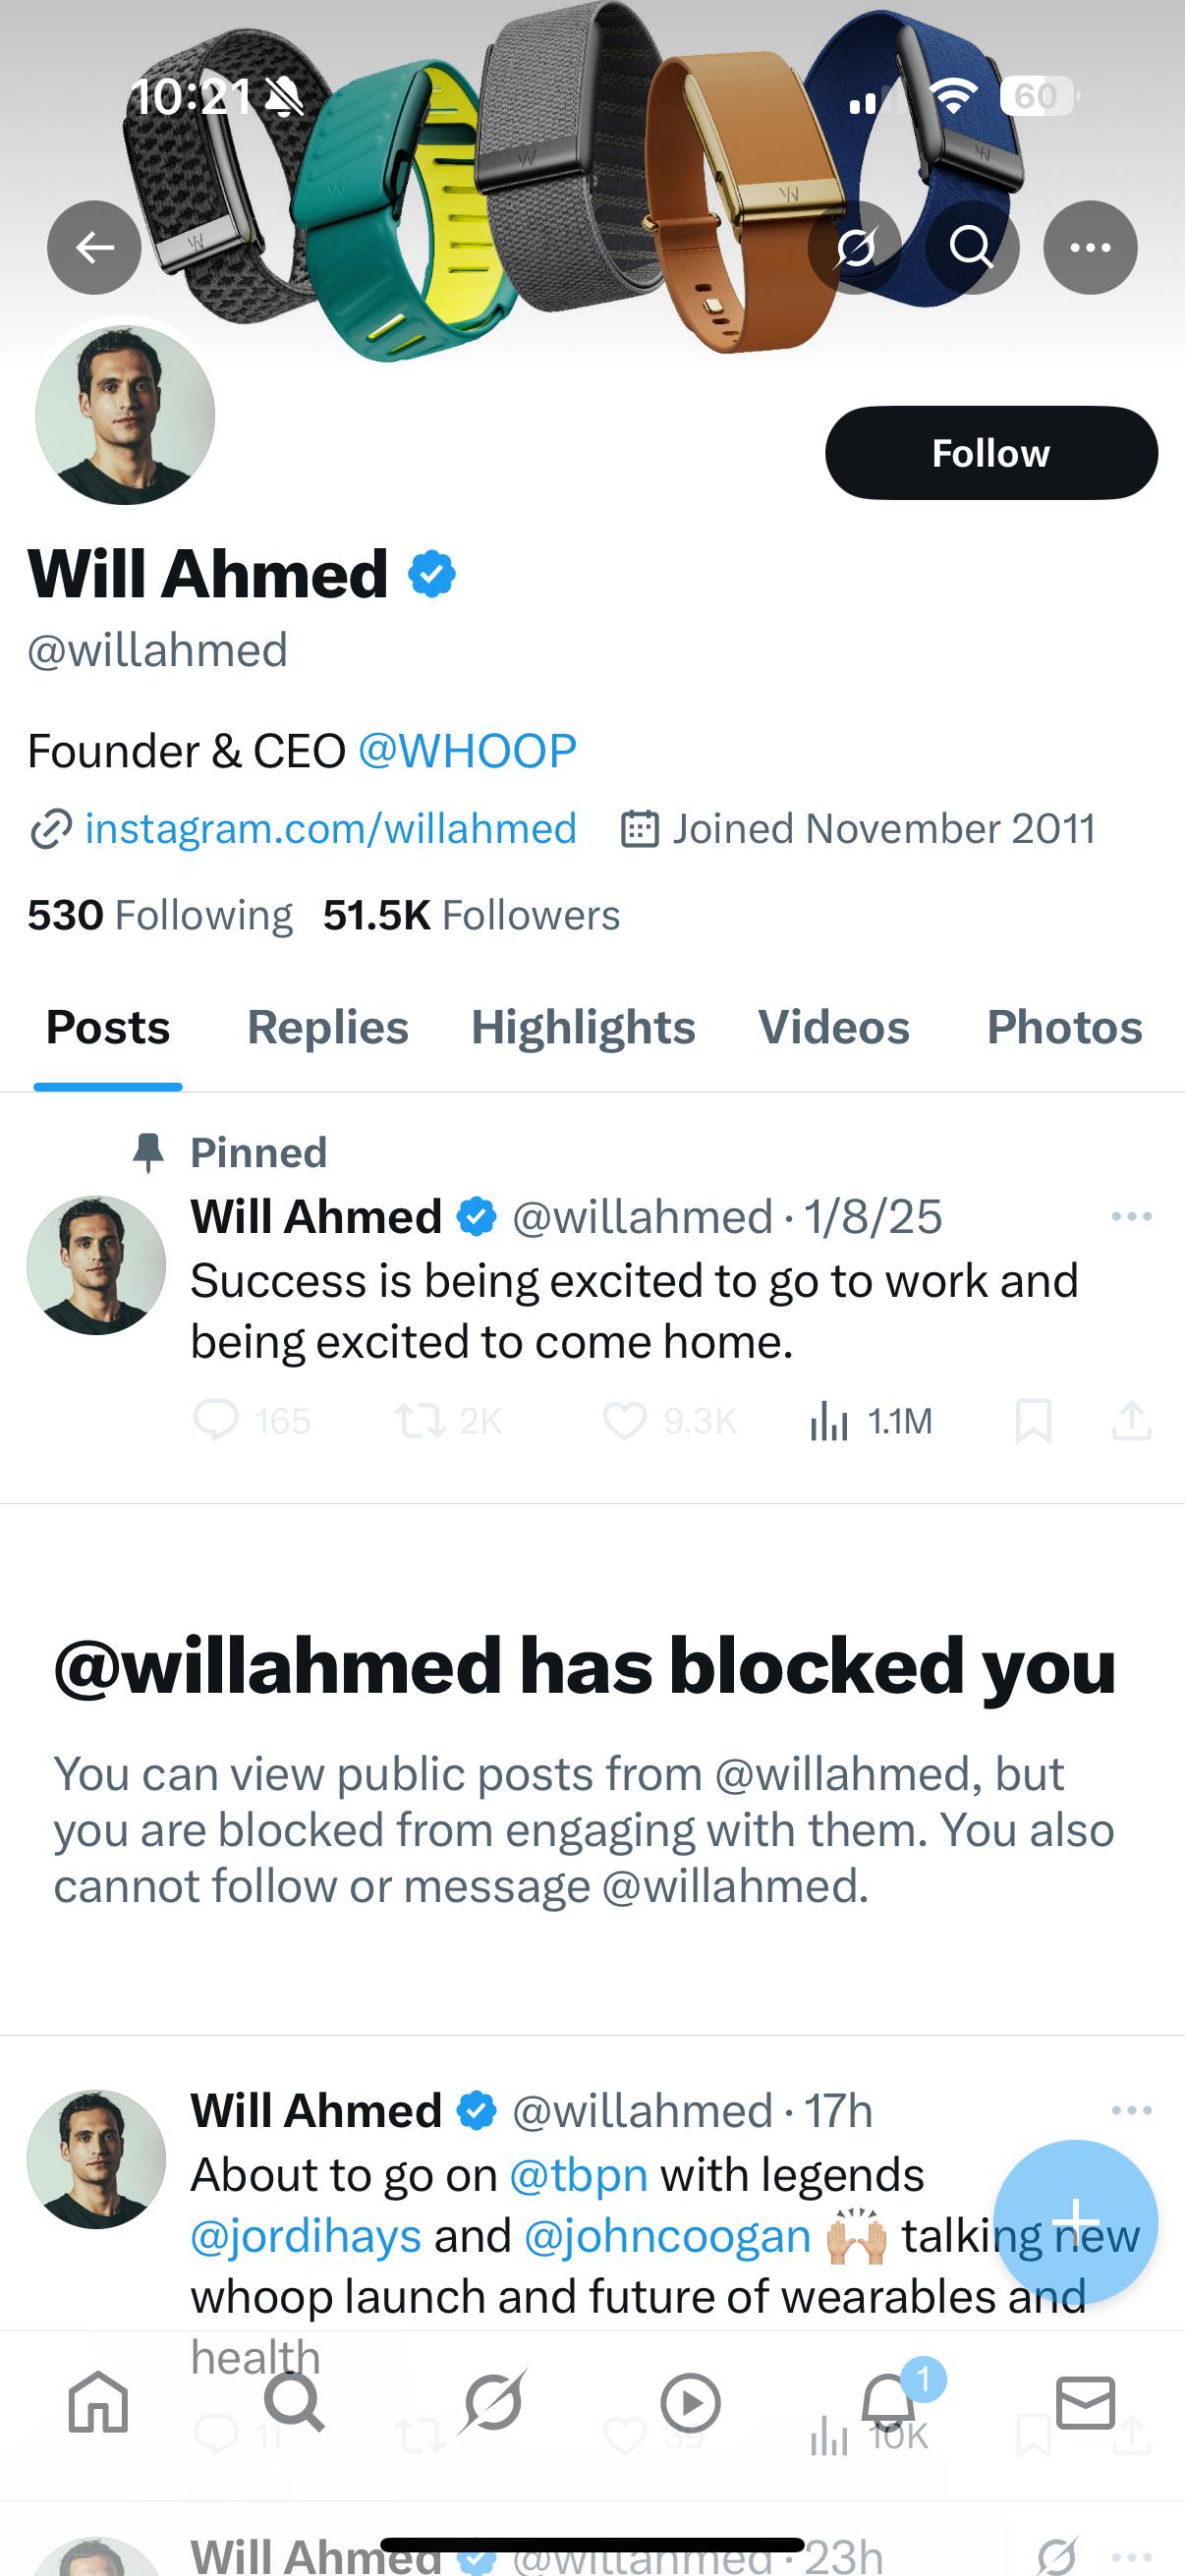 10:21
60
Follow
Will Ahmed
@willahmed
Founder & CEO @WHOOP
instagram.com/willahmed Joined November 2011
530 Following 51.5K Followers
Posts Replies Highlights Videos Photos
Pinned
Will Ahmed @willahmed · 1/8/25
Success is being excited to go to work and
being excited to come home.
165 2K 9.3K 1.1M
@willahmed has blocked you
You can view public posts from @willahmed, but
you are blocked from engaging with them. You also
cannot follow or message @willahmed.
Will Ahmed @willahmed · 17h
About to go on @tbpn with legends
@jordihays and @johncoogan 🙌🏼 talking new
whoop launch and future of wearables and
health
1
11 39 10K
Will Ahmed @willahmed · 23h